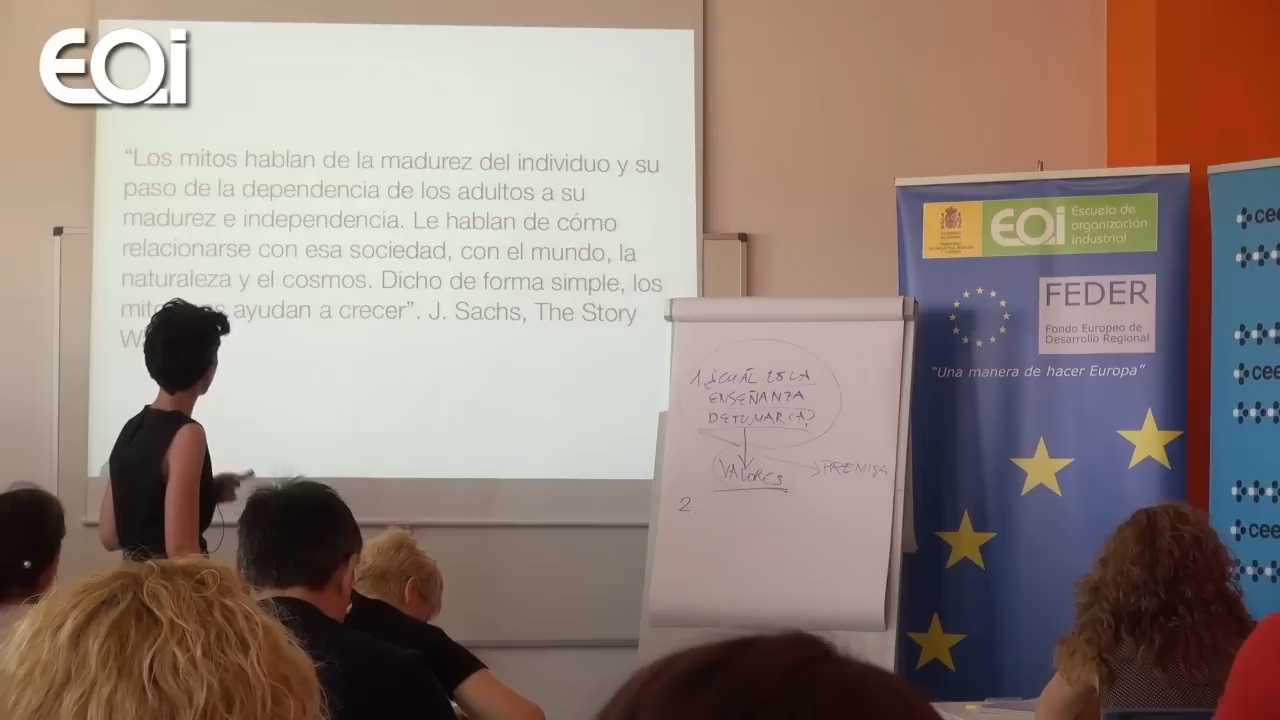 EOi
“Los mitos hablan de la madurez del individuo y su
paso de la dependencia de los adultos a su
madurez e independencia. Le hablan de cómo
relacionarse con esa sociedad, con el mundo, la
naturaleza y el cosmos. Dicho de forma simple, los
ayudan a crecer”. J. Sachs, The Story
1 ¿CUÁL ES LA
ENSEÑANZA
DE TU MARCA?
VALORES
PREMISA
2.
EOi
Escuela de
organización
industrial
FEDER
Fondo Europeo de
Desarrollo Regional
“Una manera de hacer Europa”
cee
cee
cee